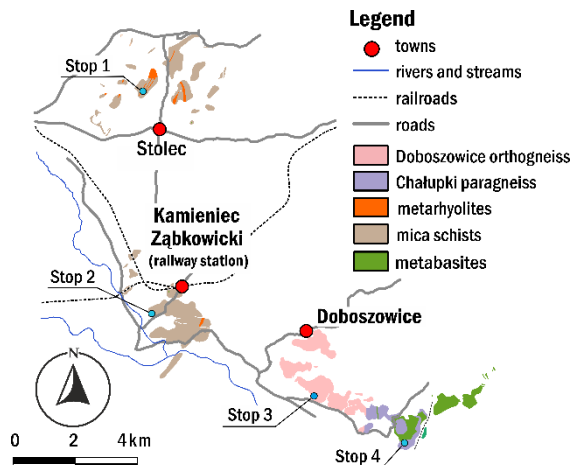 Legend
towns
rivers and streams
railroads
roads
Doboszowice orthogneiss
Chałupki paragneiss
metarhyolites
mica schists
metabasites
Stop 1
Stolec
Kamieniec
Ząbkowicki
(railway station)
Stop 2
Doboszowice
Stop 3
Stop 4
N
0 2 4 km